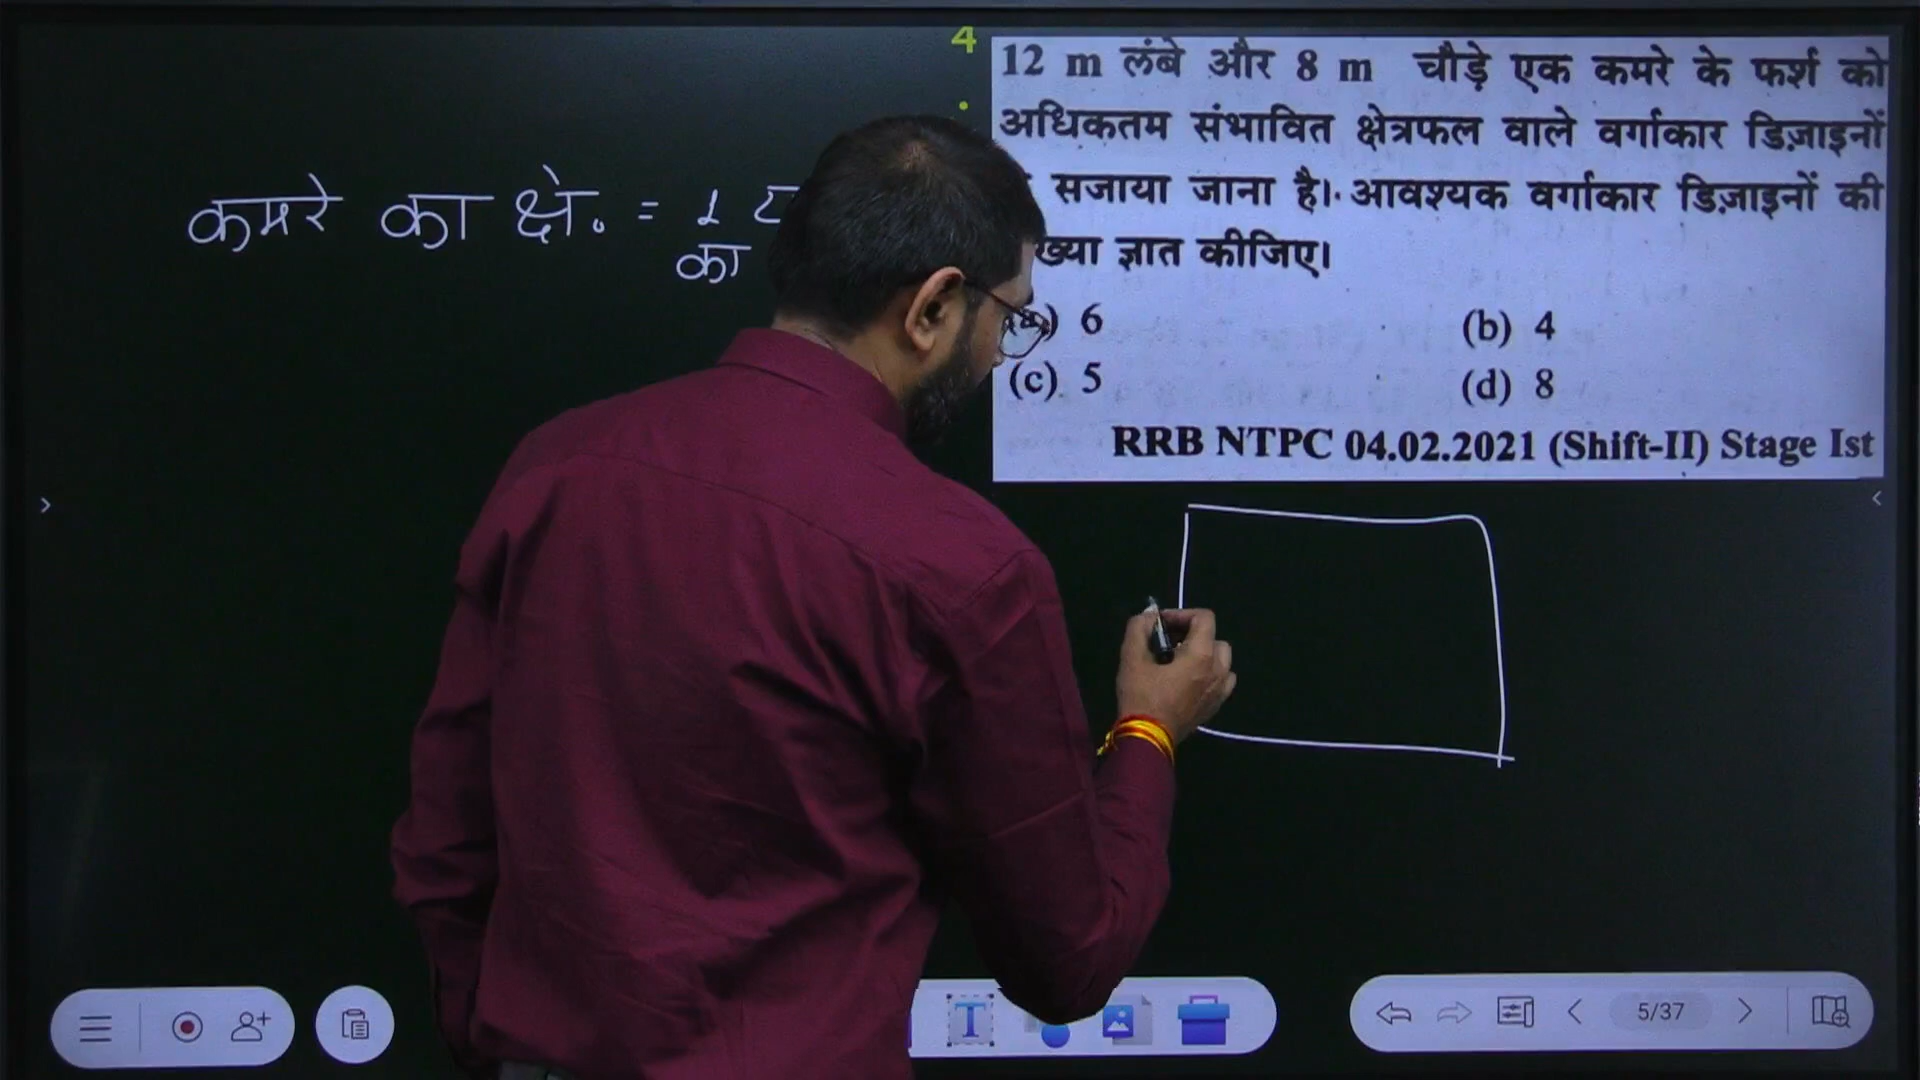 4
.
12 m लंबे और 8 m चौड़े एक कमरे के फर्श को
अधिकतम संभावित क्षेत्रफल वाले वर्गाकार डिज़ाइनों
सजाया जाना है। आवश्यक वर्गाकार डिज़ाइनों की
ख्या ज्ञात कीजिए।
(a) 6
(b) 4
(c) 5
(d) 8
RRB NTPC 04.02.2021 (Shift-II) Stage Ist
कमरे का क्षे. = 1
का
T
5/37